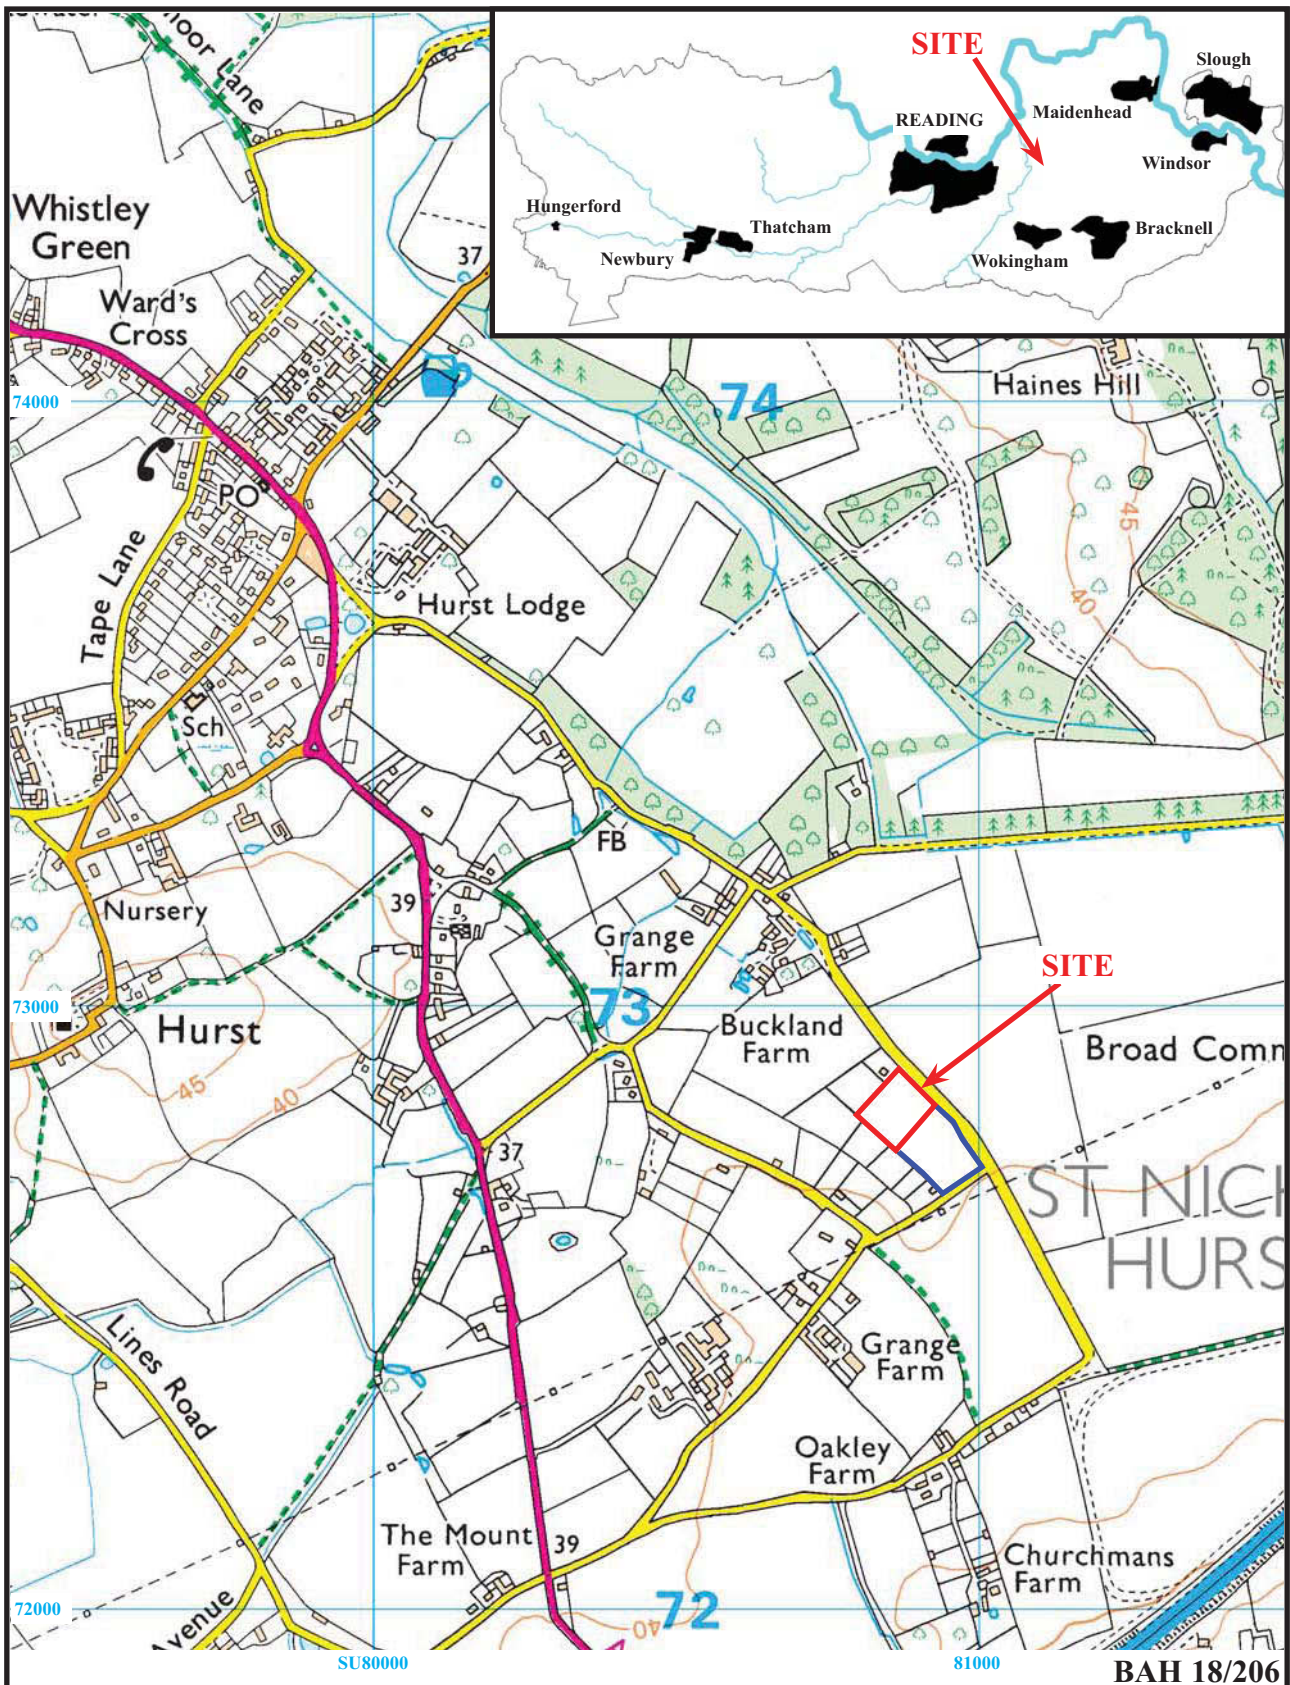 moor Lane
SITE
Slough
Maidenhead
READING
Windsor
Hungerford
Thatcham
Bracknell
Newbury
Wokingham
Whistley
Green
37
Ward's
Cross
Haines Hill
74000
74
45
PO
40
Tape Lane
Hurst Lodge
Sch
FB
39
Nursery
Grange
Farm
SITE
73000
73
Hurst
Buckland
Farm
Broad Comm
45
40
37
ST NICH
HURS
Lines Road
Grange
Farm
Oakley
Farm
The Mount
Farm
39
Churchmans
Farm
72000
72
40
Avenue
SU80000
81000
BAH 18/206